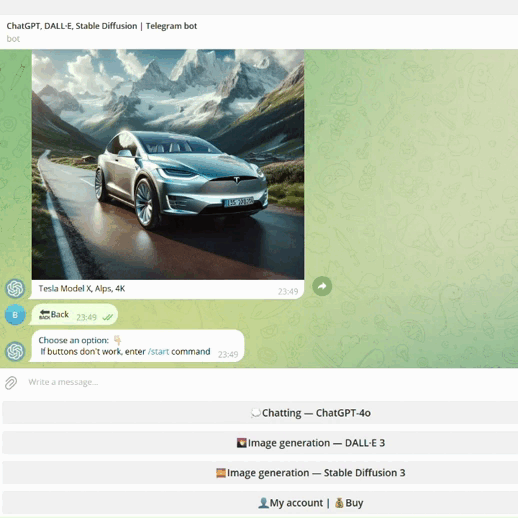 ChatGPT, DALL·E, Stable Diffusion | Telegram bot
bot
Tesla Model X, Alps, 4K
23:49
BACK Back 23:49
Choose an option:
If buttons don't work, enter /start command 23:49
Write a message...
Chatting — ChatGPT-4o
Image generation — DALL·E 3
Image generation — Stable Diffusion 3
My account | Buy